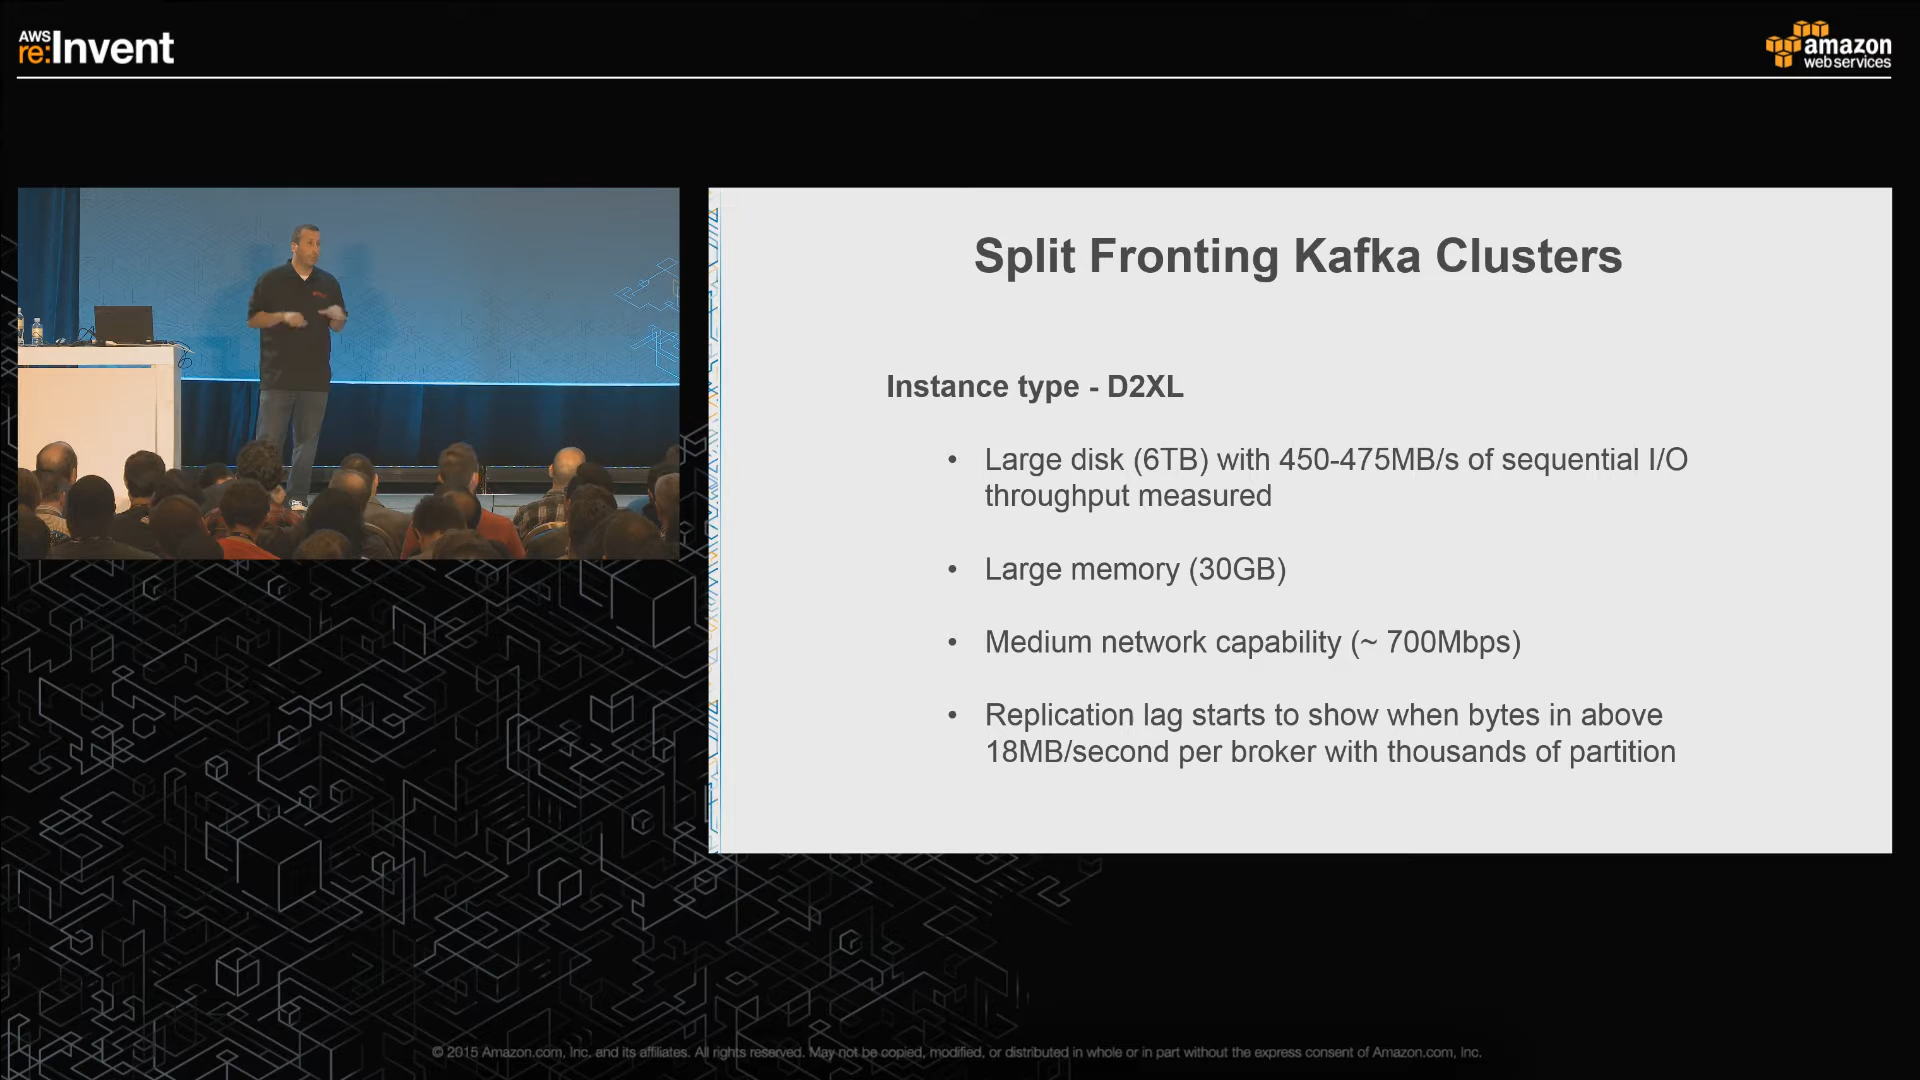 AWS
re:Invent
amazon
web services
Split Fronting Kafka Clusters
Instance type - D2XL
• Large disk (6TB) with 450-475MB/s of sequential I/O
throughput measured
• Large memory (30GB)
• Medium network capability (~ 700Mbps)
• Replication lag starts to show when bytes in above
18MB/second per broker with thousands of partition
© 2015 Amazon.com, Inc. and its affiliates. All rights reserved. May not be copied, modified, or distributed in whole or in part without the express consent of Amazon.com, Inc.